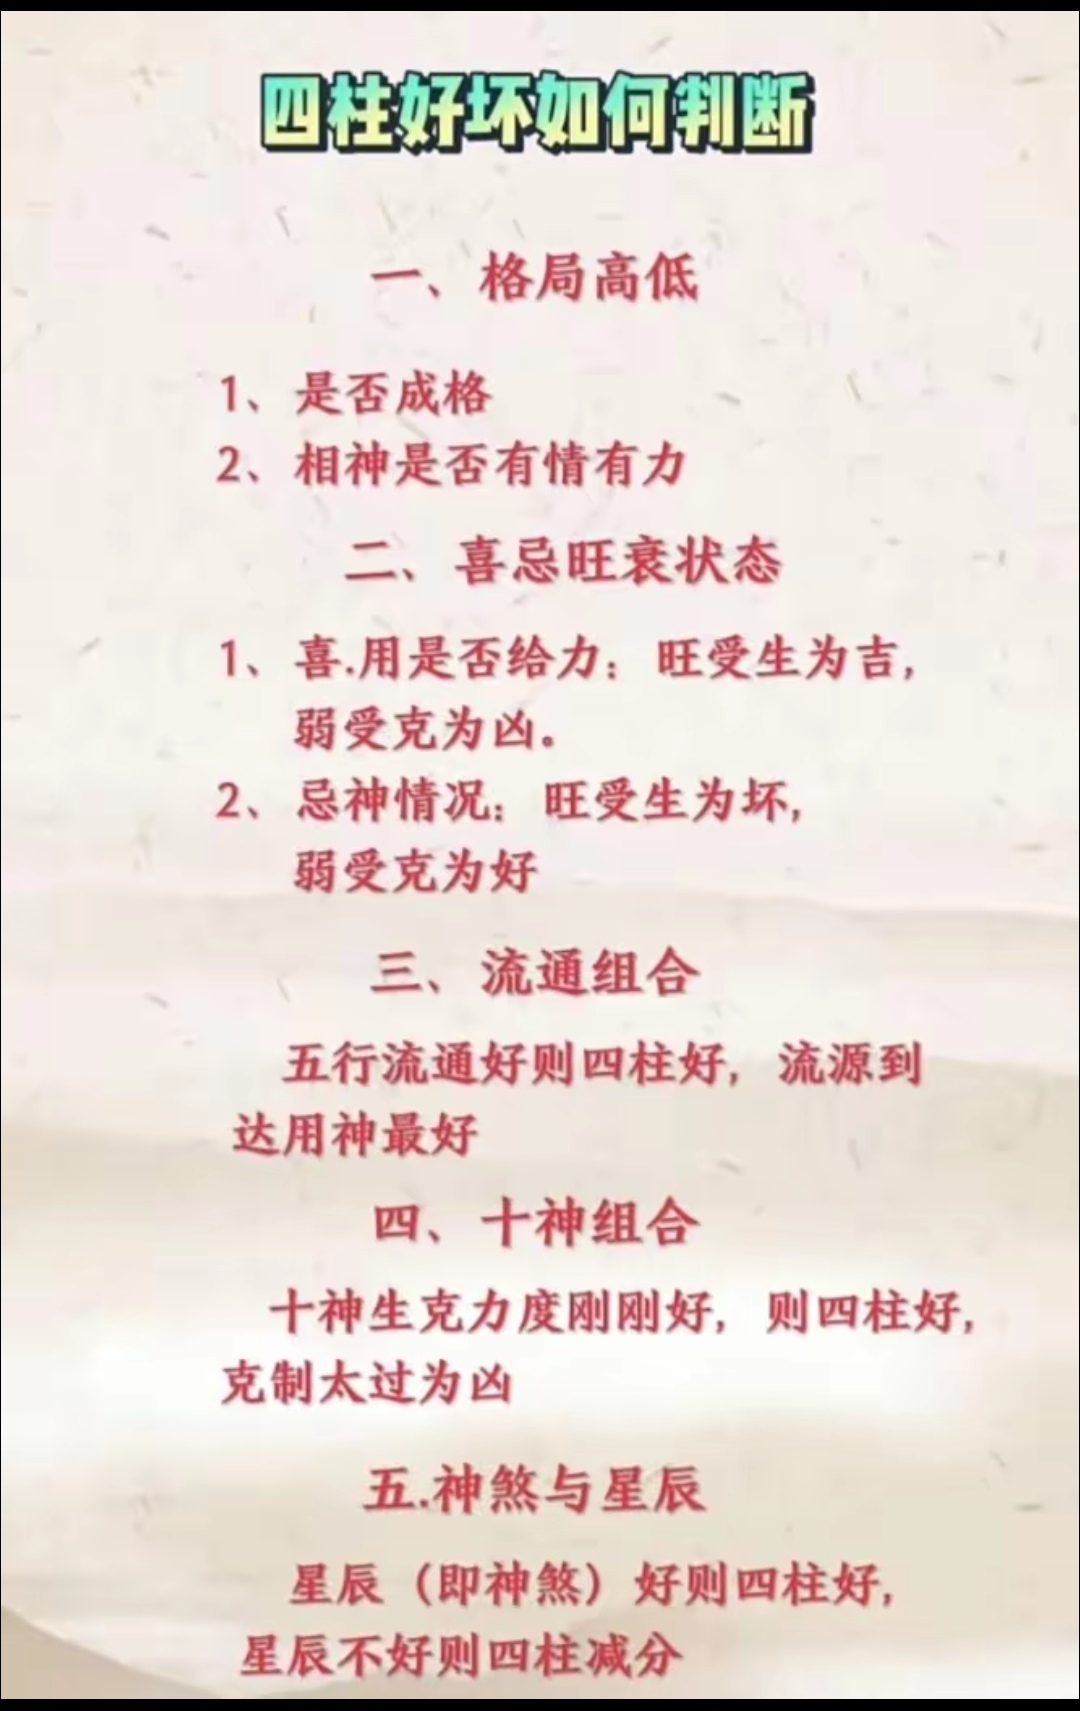 四柱好坏如何判断
一、格局高低
1、是否成格
2、相神是否有情有力
二、喜忌旺衰状态
1、喜.用是否给力；旺受生为吉，
弱受克为凶。
2、忌神情况；旺受生为坏，
弱受克为好
三、流通组合
五行流通好则四柱好，流源到
达用神最好
四、十神组合
十神生克力度刚刚好，则四柱好，
克制太过为凶
五.神煞与星辰
星辰（即神煞）好则四柱好，
星辰不好则四柱减分